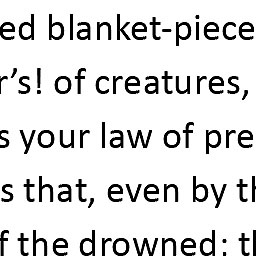 ed blanket-piece
r’s! of creatures,
s your law of pre
s that, even by th
f the drowned: th